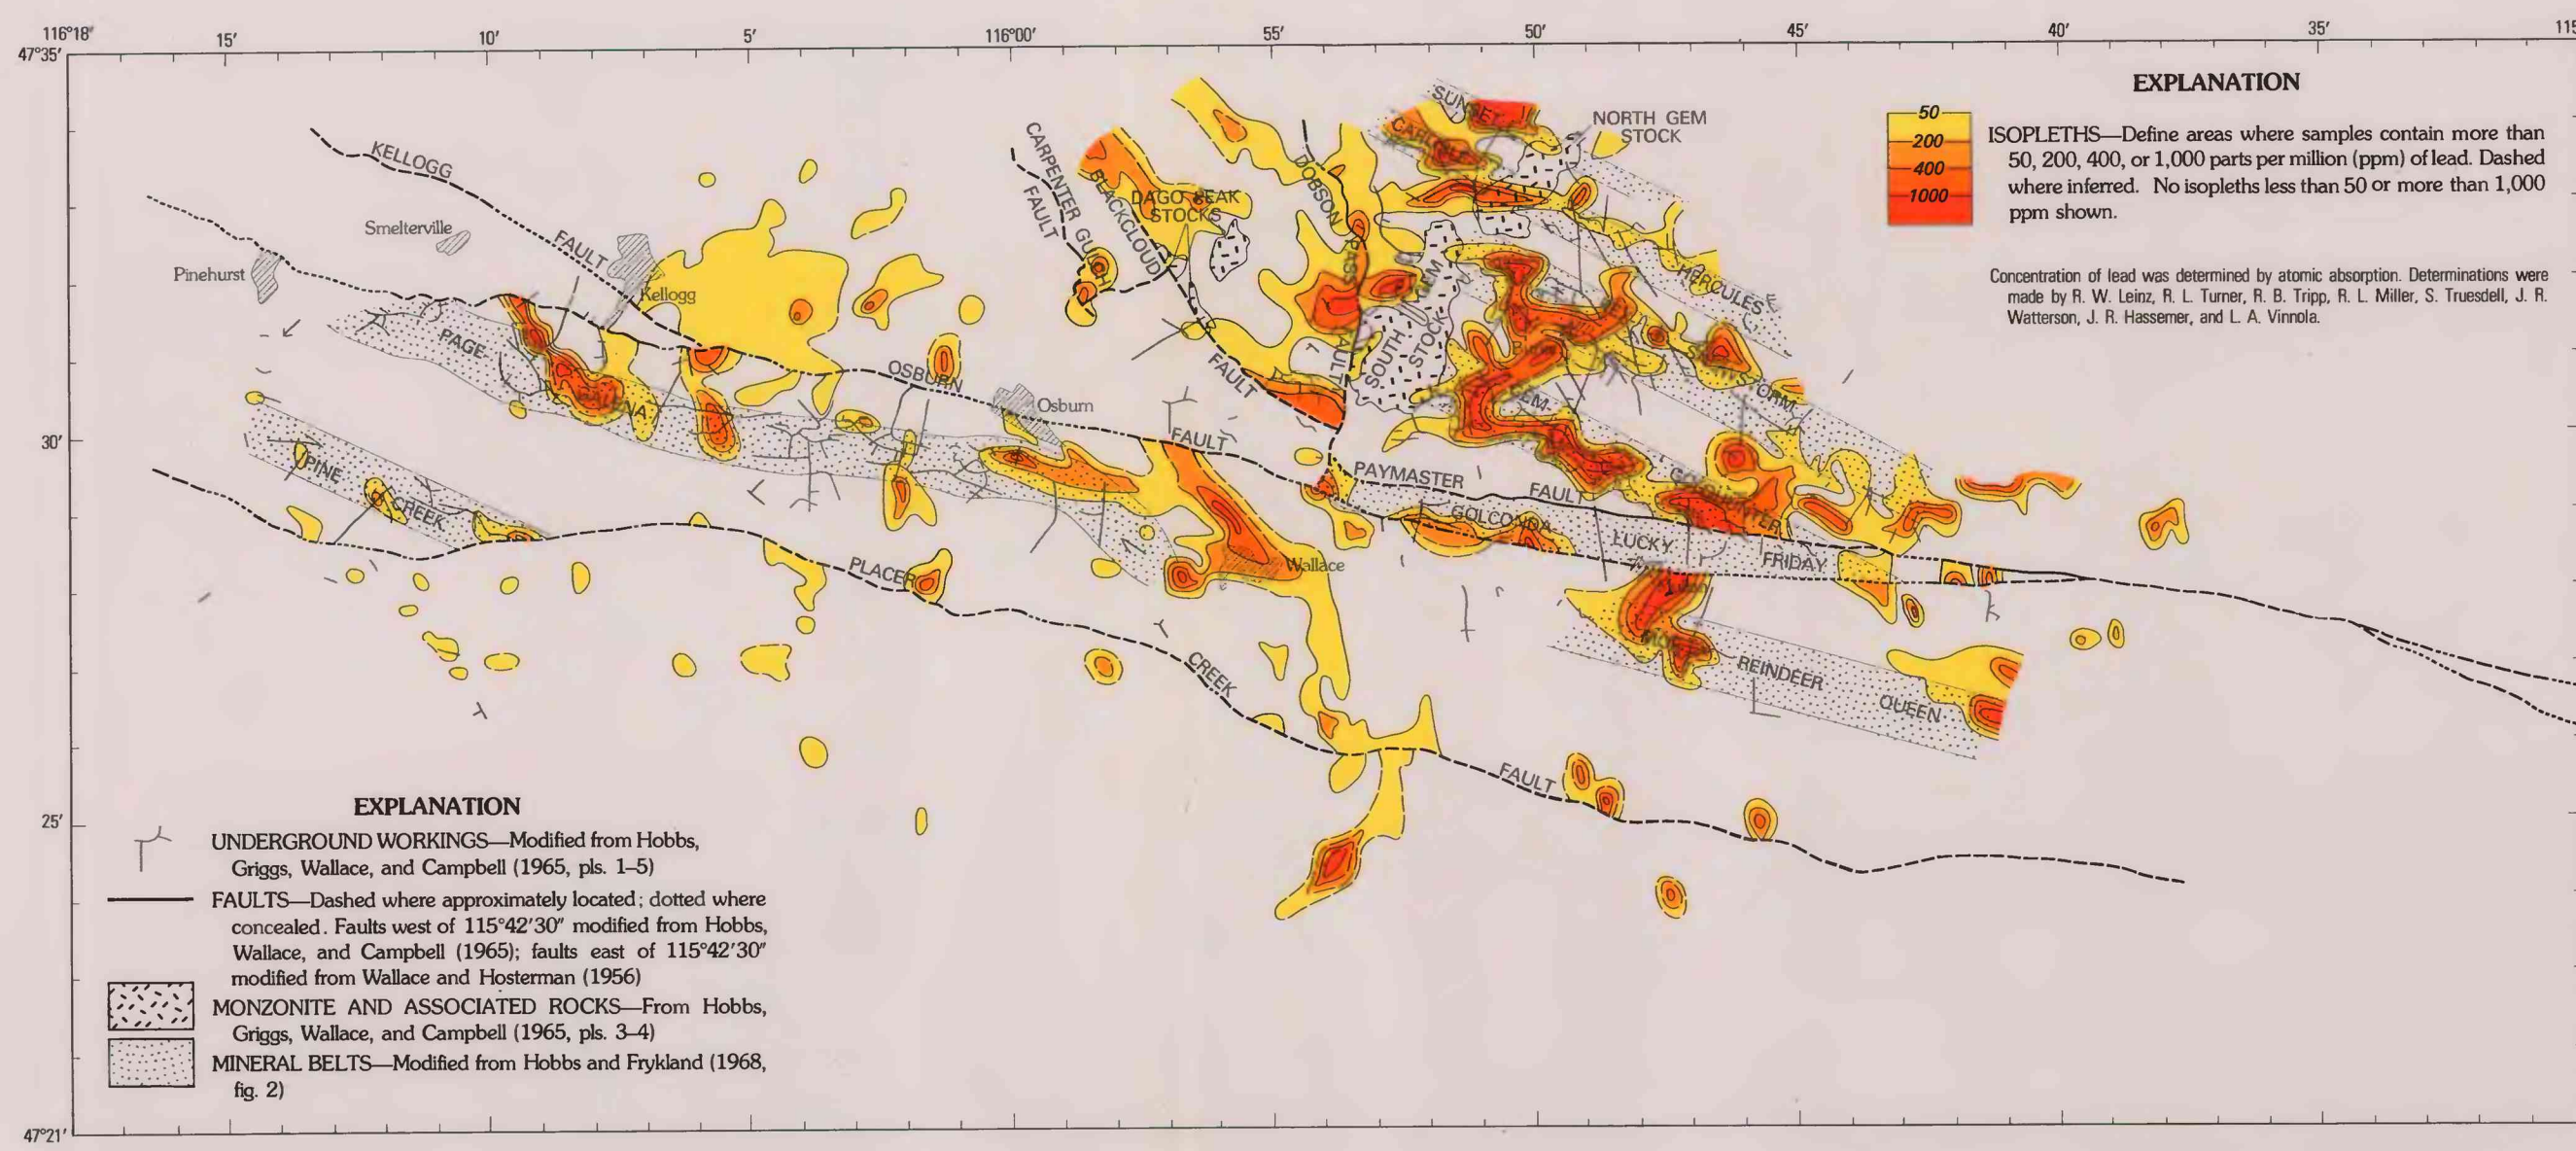 116°18″
15′
10′
5′
116°00′
55′
50′
45′
40′
35′
47°35′
30′
25′
47°21′
EXPLANATION
50
200
400
1000
ISOPLETHS—Define areas where samples contain more than
50, 200, 400, or 1,000 parts per million (ppm) of lead. Dashed
where inferred. No isopleths less than 50 or more than 1,000
ppm shown.
Concentration of lead was determined by atomic absorption. Determinations were
made by R. W. Leinz, R. L. Turner, R. B. Tripp, R. L. Miller, S. Truesdell, J. R.
Watterson, J. R. Hassemer, and L. A. Vinnola.
KELLOGG
FAULT
Smelterville
Pinehurst
Kellogg
PAGE-
GALENA
PINE
CREEK
OSBURN
FAULT
Osburn
CARPENTER GULCH
FAULT
BLACKCLOUD
FAULT
DAGO PEAK
STOCKS
DOBSON
PASS
FAULT
SUNSET
CARLISLE
NORTH GEM
STOCK
HERCULES
SOUTH GEM
STOCK
GEM-
GOLDHUNTER
PAYMASTER
FAULT
GOLCONDA-
LUCKY
FRIDAY
Wallace
PLACER
CREEK
FAULT
REINDEER
QUEEN
EXPLANATION
UNDERGROUND WORKINGS—Modified from Hobbs,
Griggs, Wallace, and Campbell (1965, pls. 1–5)
FAULTS—Dashed where approximately located; dotted where
concealed. Faults west of 115°42′30″ modified from Hobbs,
Wallace, and Campbell (1965); faults east of 115°42′30″
modified from Wallace and Hosterman (1956)
MONZONITE AND ASSOCIATED ROCKS—From Hobbs,
Griggs, Wallace, and Campbell (1965, pls. 3–4)
MINERAL BELTS—Modified from Hobbs and Frykland (1968,
fig. 2)